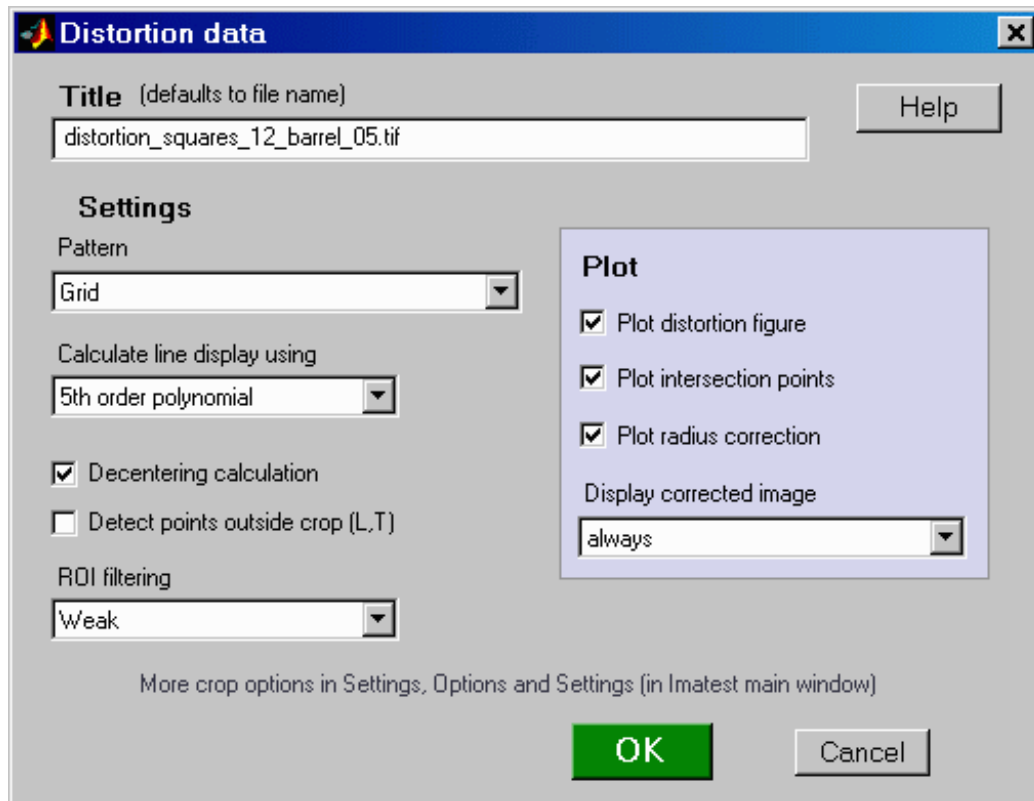 Distortion data
Title (defaults to file name)
Help
distortion_squares_12_barrel_05.tif
Settings
Pattern
Grid
Calculate line display using
5th order polynomial
Decentering calculation
Detect points outside crop (L,T)
ROI filtering
Weak
Plot
Plot distortion figure
Plot intersection points
Plot radius correction
Display corrected image
always
More crop options in Settings, Options and Settings (in Imatest main window)
OK
Cancel